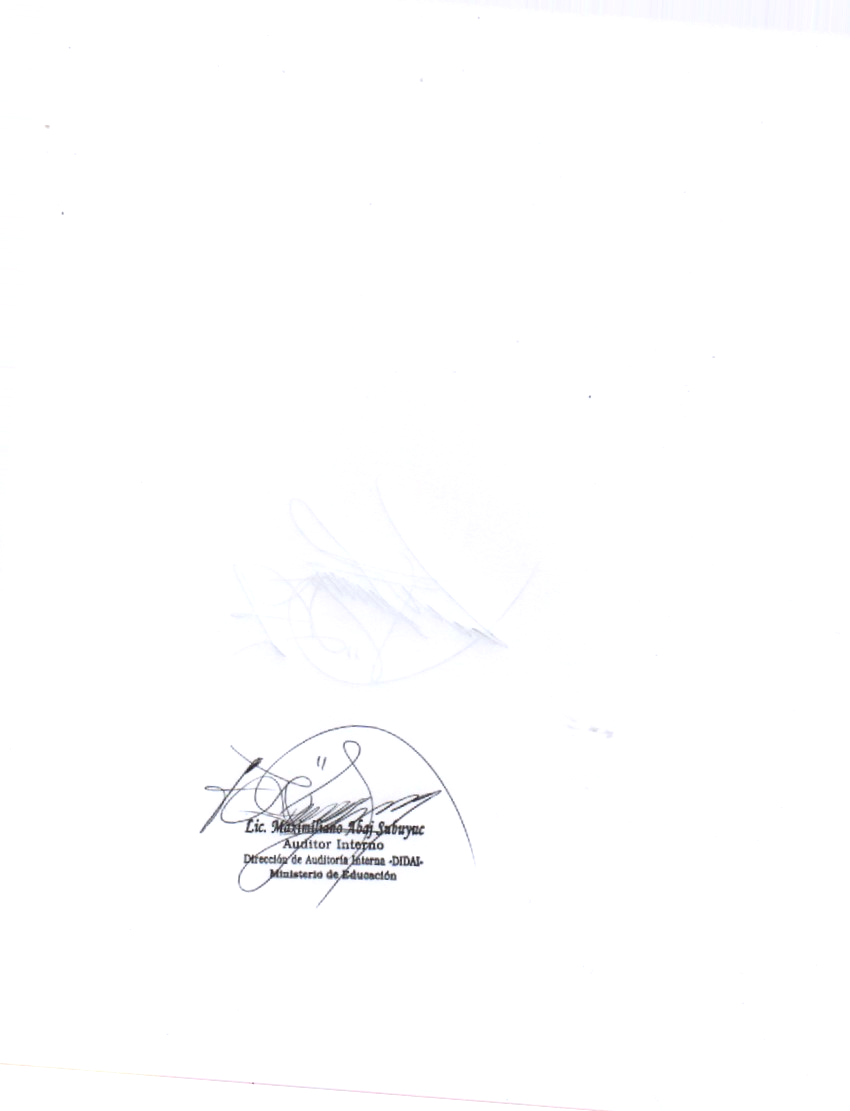 Lic. Maximiliano Abaj Subuyuc
Auditor Interno
Dirección de Auditoría Interna -DIDAI-
Ministerio de Educación